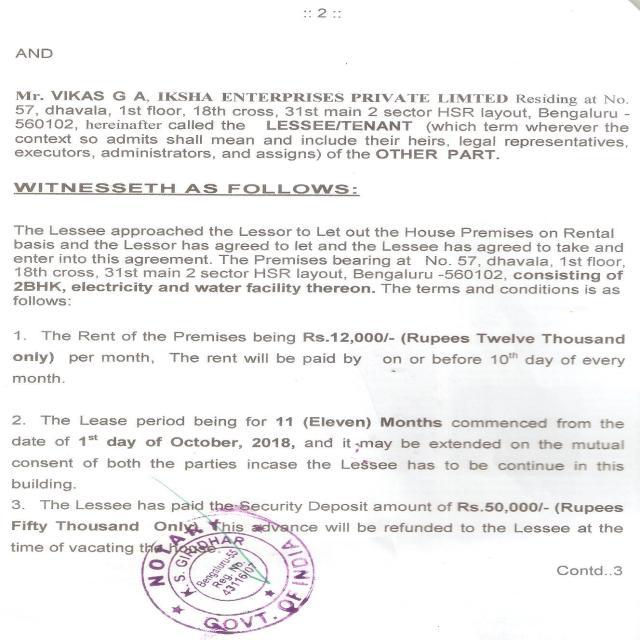 :: 2 ::
AND
Mr. VIKAS G A, IKSHA ENTERPRISES PRIVATE LIMTED Residing at No.
57, dhavala, 1st floor, 18th cross, 31st main 2 sector HSR layout, Bengaluru -
560102, hereinafter called the LESSEE/TENANT (which term wherever the
context so admits shall mean and include their heirs, legal representatives,
executors, administrators, and assigns) of the OTHER PART.
WITNESSETH AS FOLLOWS:
The Lessee approached the Lessor to Let out the House Premises on Rental
basis and the Lessor has agreed to let and the Lessee has agreed to take and
enter into this agreement. The Premises bearing at No. 57, dhavala, 1st floor,
18th cross, 31st main 2 sector HSR layout, Bengaluru -560102, consisting of
2BHK, electricity and water facility thereon. The terms and conditions is as
follows:
1. The Rent of the Premises being Rs.12,000/- (Rupees Twelve Thousand
only) per month, The rent will be paid by on or before 10th day of every
month.
2. The Lease period being for 11 (Eleven) Months commenced from the
date of 1st day of October, 2018, and it may be extended on the mutual
consent of both the parties incase the Lessee has to be continue in this
building.
3. The Lessee has paid the Security Deposit amount of Rs.50,000/- (Rupees
Fifty Thousand Only) This advance will be refunded to the Lessee at the
time of vacating the house.
NOTARY
K.S. GIRIDHAR
Bengaluru-55
Reg. No.
43116/07
GOVT. OF INDIA
Contd..3